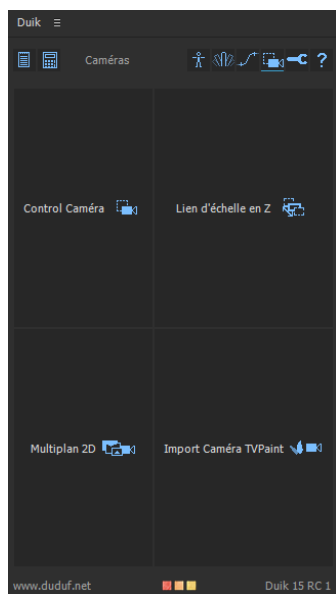 Duik
Caméras
Control Caméra
Lien d'échelle en Z
Multiplan 2D
Import Caméra TVPaint
www.duduf.net
Duik 15 RC 1